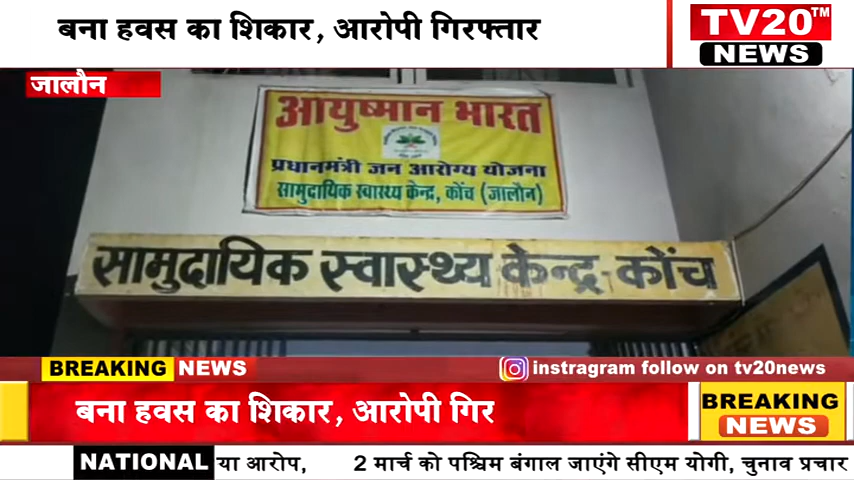 बना हवस का शिकार, आरोपी गिरफ्तार
TV20™
NEWS
जालौन
आयुष्मान भारत
प्रधानमंत्री जन आरोग्य योजना
सामुदायिक स्वास्थ्य केन्द्र, कोंच (जालौन)
सामुदायिक स्वास्थ्य केन्द्र- कोंच
BREAKING NEWS
instragram follow on tv20news
बना हवस का शिकार, आरोपी गिर
BREAKING
NEWS
NATIONAL या आरोप, 2 मार्च को पश्चिम बंगाल जाएंगे सीएम योगी, चुनाव प्रचार